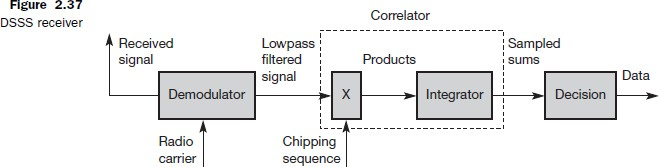 Figure 2.37
DSSS receiver
Correlator
Received
signal
Lowpass
filtered
signal
Products
Sampled
sums
Data
Demodulator
X
Integrator
Decision
Radio
carrier
Chipping
sequence